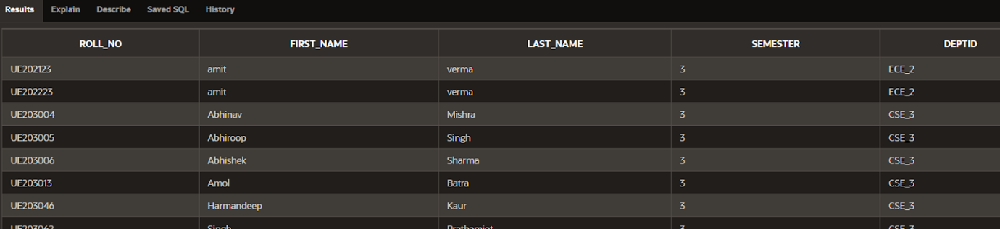 Results Explain Describe Saved SQL History
ROLL_NO FIRST_NAME LAST_NAME SEMESTER DEPTID
UE202123 amit verma 3 ECE_2
UE202223 amit verma 3 ECE_2
UE203004 Abhinav Mishra 3 CSE_3
UE203005 Abhiroop Singh 3 CSE_3
UE203006 Abhishek Sharma 3 CSE_3
UE203013 Amol Batra 3 CSE_3
UE203046 Harmandeep Kaur 3 CSE_3
UE203062 Singh Prathamjot 3 CSE_3